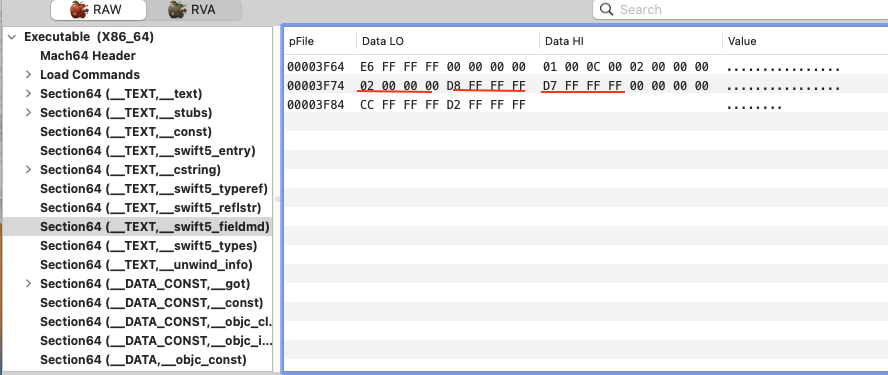 RAW RVA Search
Executable (X86_64)
Mach64 Header
Load Commands
Section64 (__TEXT,__text)
Section64 (__TEXT,__stubs)
Section64 (__TEXT,__const)
Section64 (__TEXT,__swift5_entry)
Section64 (__TEXT,__cstring)
Section64 (__TEXT,__swift5_typeref)
Section64 (__TEXT,__swift5_reflstr)
Section64 (__TEXT,__swift5_fieldmd)
Section64 (__TEXT,__swift5_types)
Section64 (__TEXT,__unwind_info)
Section64 (__DATA_CONST,__got)
Section64 (__DATA_CONST,__const)
Section64 (__DATA_CONST,__objc_cl...
Section64 (__DATA_CONST,__objc_i...
Section64 (__DATA,__objc_const)
pFile Data LO Data HI Value
00003F64 E6 FF FF FF 00 00 00 00 01 00 0C 00 02 00 00 00 ................
00003F74 02 00 00 00 D8 FF FF FF D7 FF FF FF 00 00 00 00 ................
00003F84 CC FF FF FF D2 FF FF FF ........